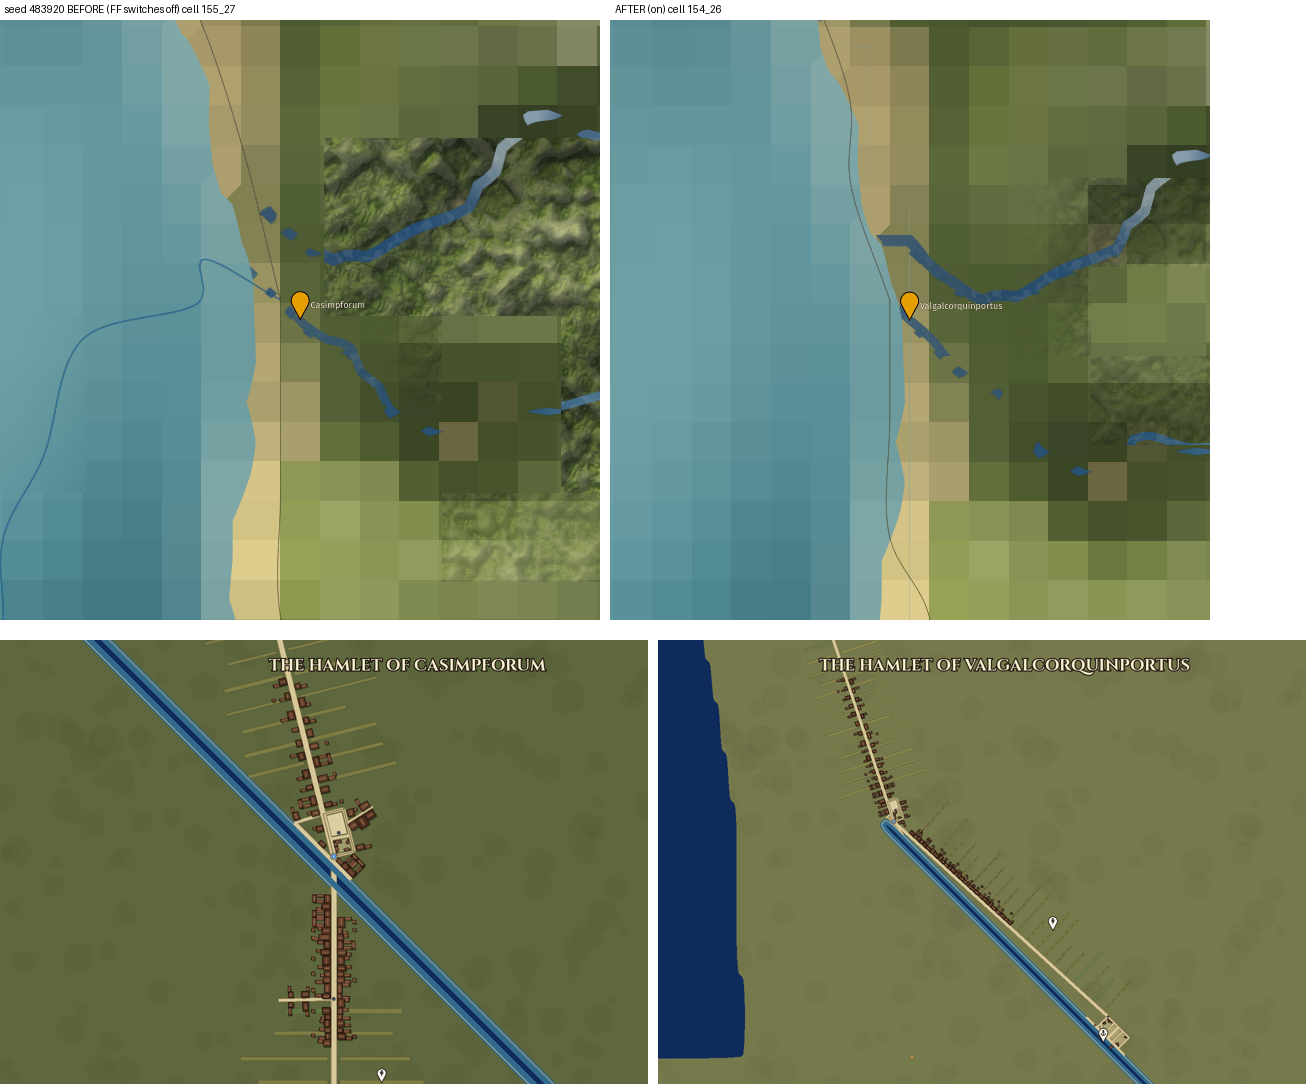 seed 483920 BEFORE (FF switches off) cell 155_27
AFTER (on) cell 154_26
Casimpforum
Valgalcorquinportus
THE HAMLET OF CASIMPFORUM
THE HAMLET OF VALGALCORQUINPORTUS